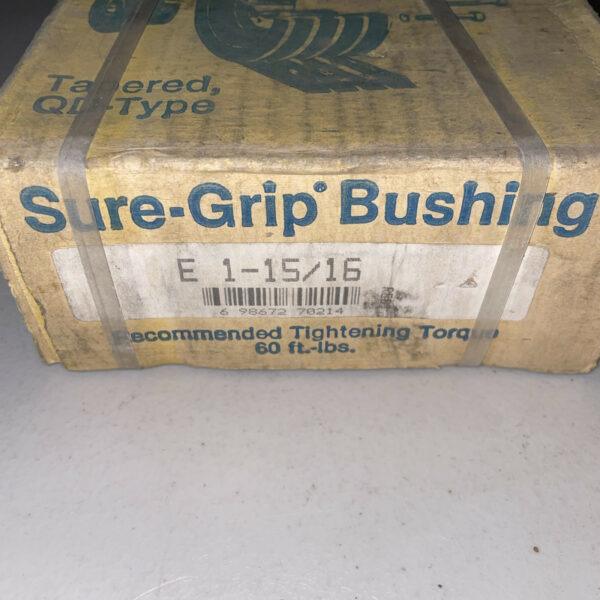 Tapered,
QD-Type
Sure-Grip® Bushing
E 1-15/16
6 98672 70214
Recommended Tightening Torque
60 ft.-lbs.